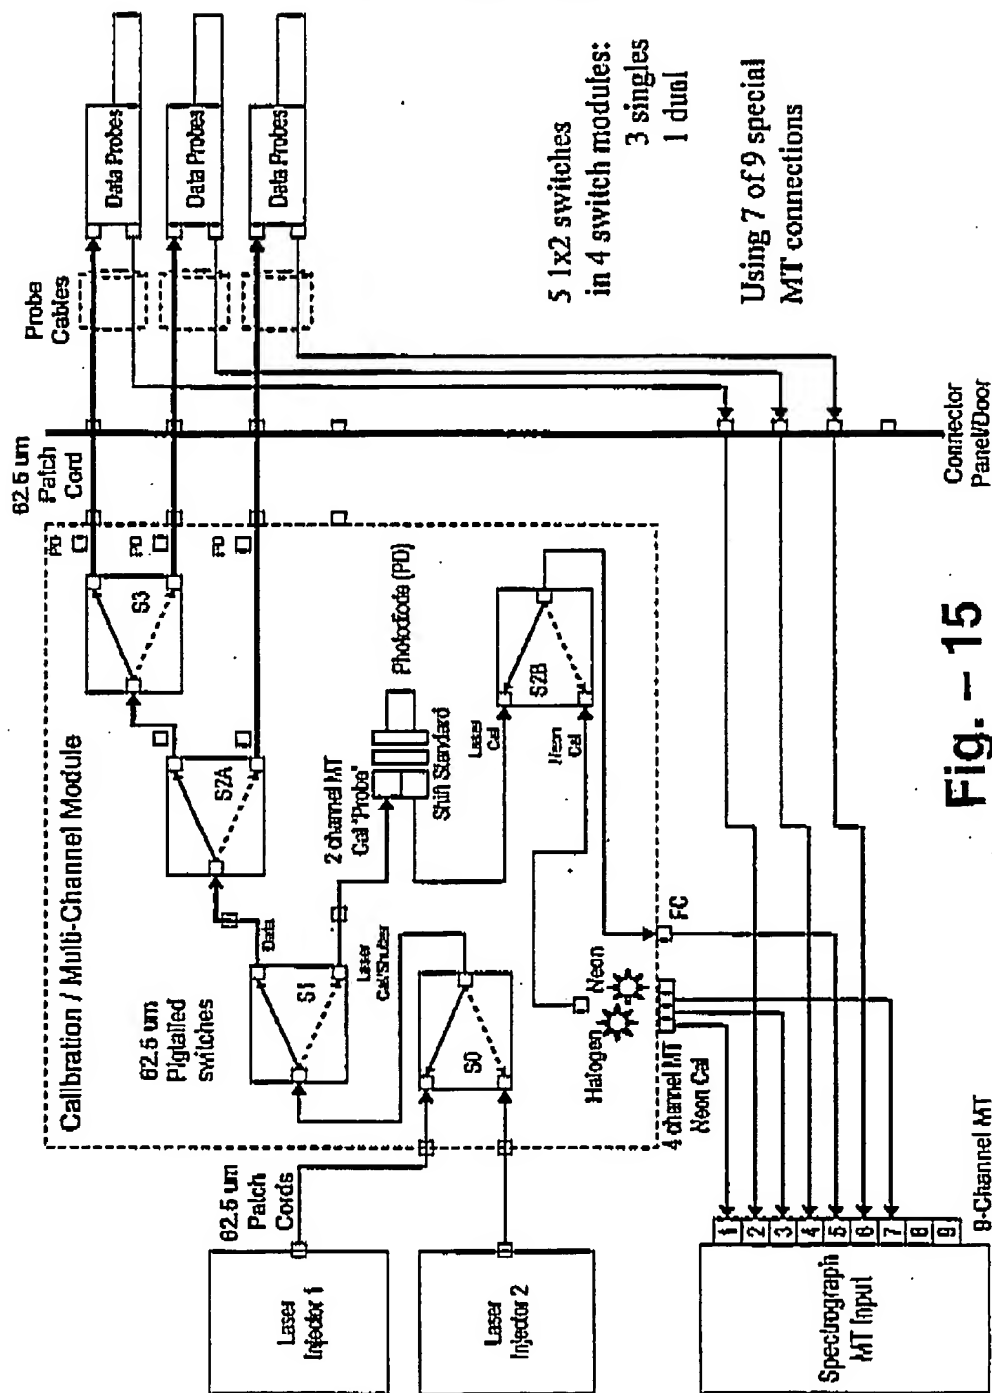 Calibration / Multi-Channel Module
Laser
Injector 1
Laser
Injector 2
62.5 um
Patch
Cords
62.5 um
Pigtailed
switches
S0
S1
S2A
S3
S2B
Data
Laser
Cal/Shutter
2 channel MT
Cal "Probe"
Shift Standard
Photodiode (PD)
PD
PD
PD
Laser
Cal
Neon
Cal
Halogen
Neon
4 channel MT
Neon Cal
FC
62.5 um
Patch
Cord
Probe
Cables
Data Probes
Data Probes
Data Probes
Connector
Panel/Door
Spectrograph
MT Input
1
2
3
4
5
6
7
8
9
9-Channel MT
5 1x2 switches
in 4 switch modules:
3 singles
1 dual
Using 7 of 9 special
MT connections
Fig. – 15